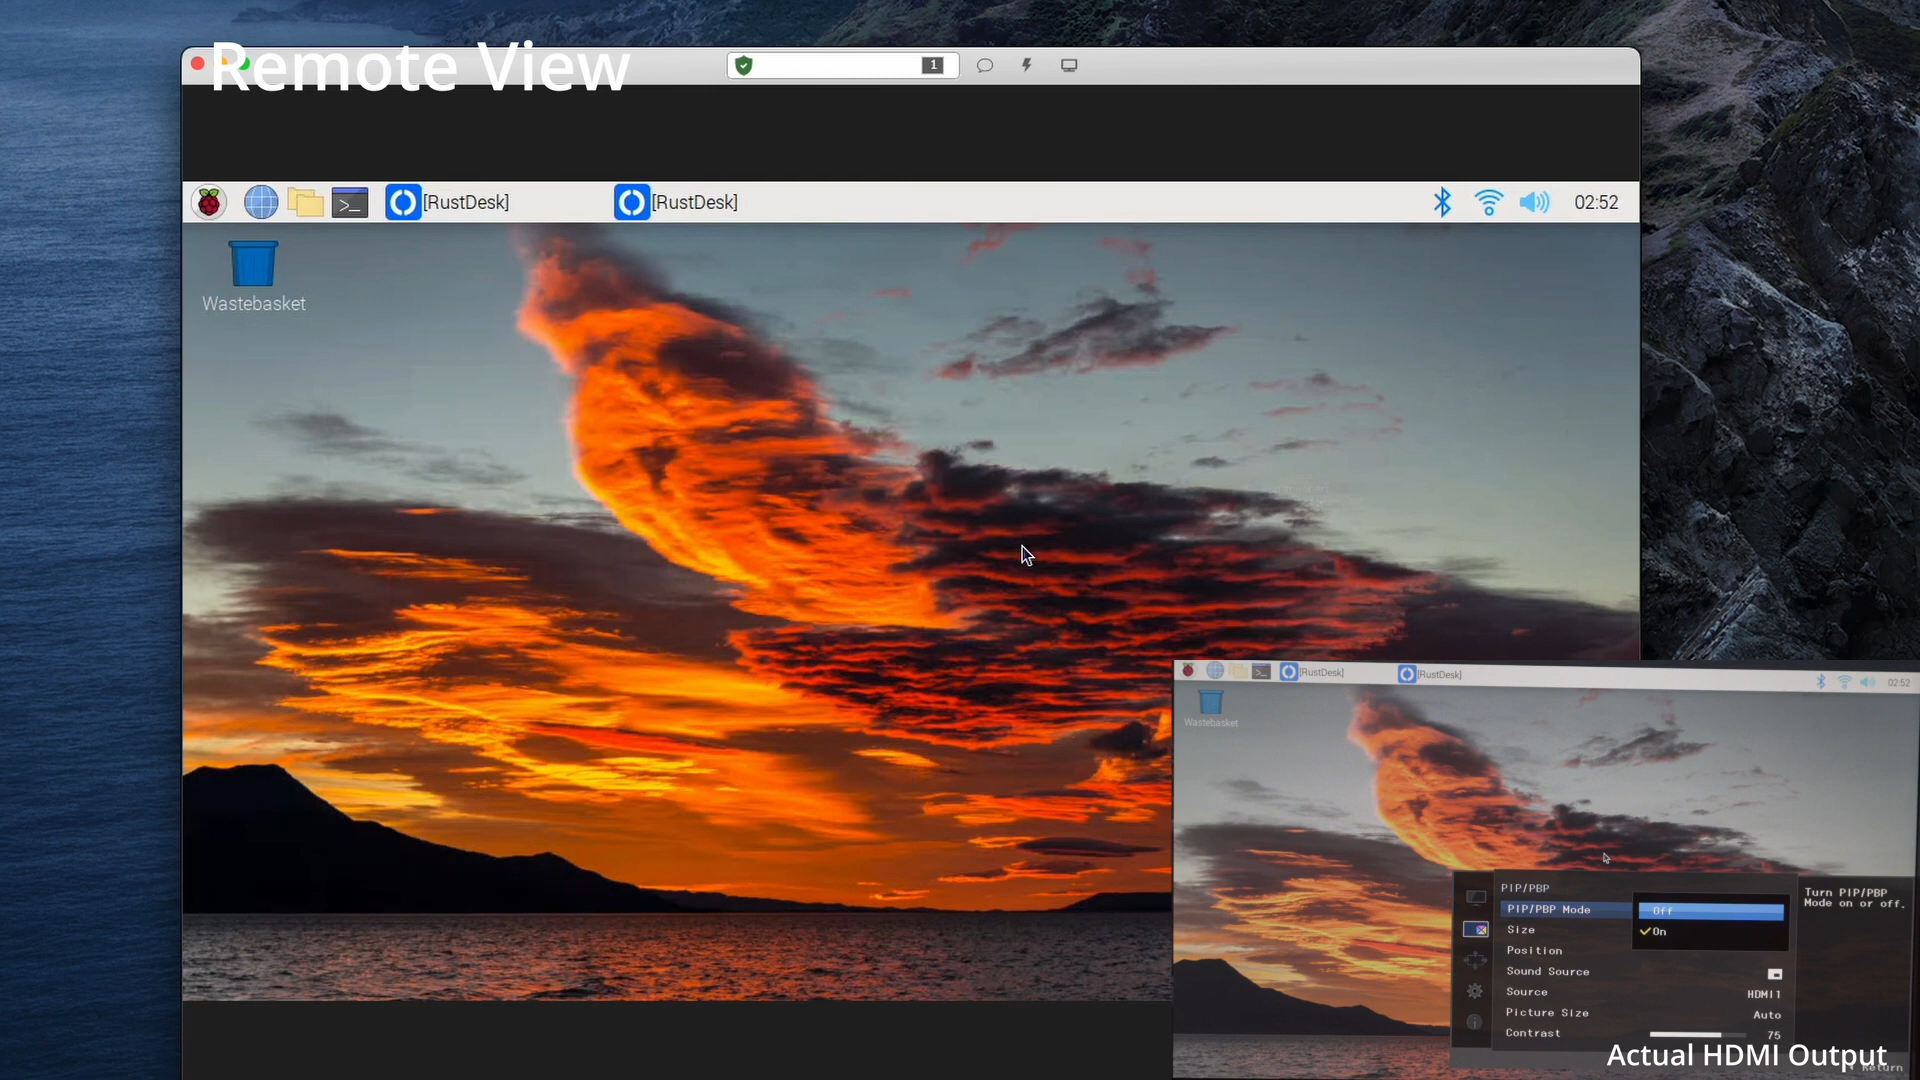 Remote View
1
[RustDesk]
[RustDesk]
02:52
Wastebasket
[RustDesk]
[RustDesk]
02:52
Wastebasket
PIP/PBP
PIP/PBP Mode
Off
On
Size
Position
Sound Source
Source
HDMI1
Picture Size
Auto
Contrast
75
Turn PIP/PBP
Mode on or off.
Actual HDMI Output
Return